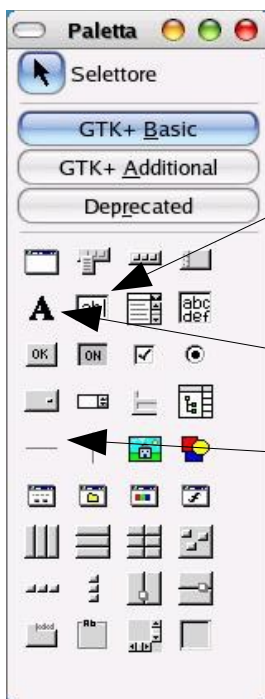 Paletta
Selettore
GTK+ Basic
GTK+ Additional
Deprecated
A
abc
def
OK
ON